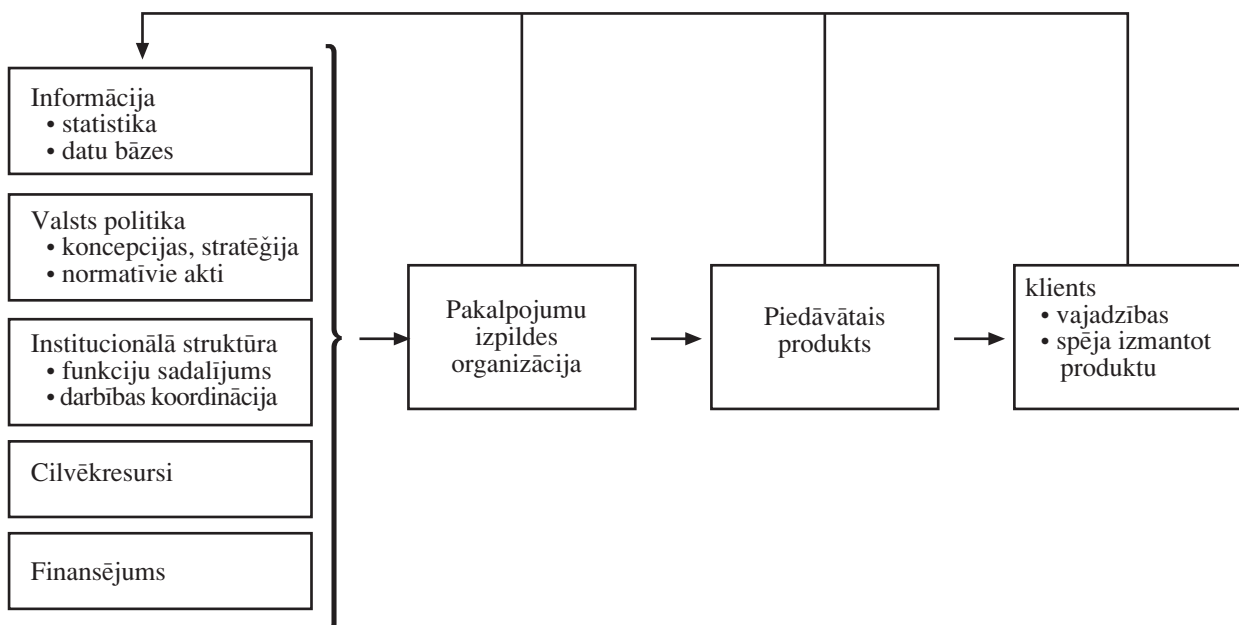 Informācija
• statistika
• datu bāzes
Valsts politika
• koncepcijas, stratēğija
• normatīvie akti
Institucionālā struktūra
• funkciju sadalījums
• darbības koordinācija
Cilvēkresursi
Finansējums
Pakalpojumu
izpildes
organizācija
Piedāvātais
produkts
klients
• vajadzības
• spēja izmantot
produktu